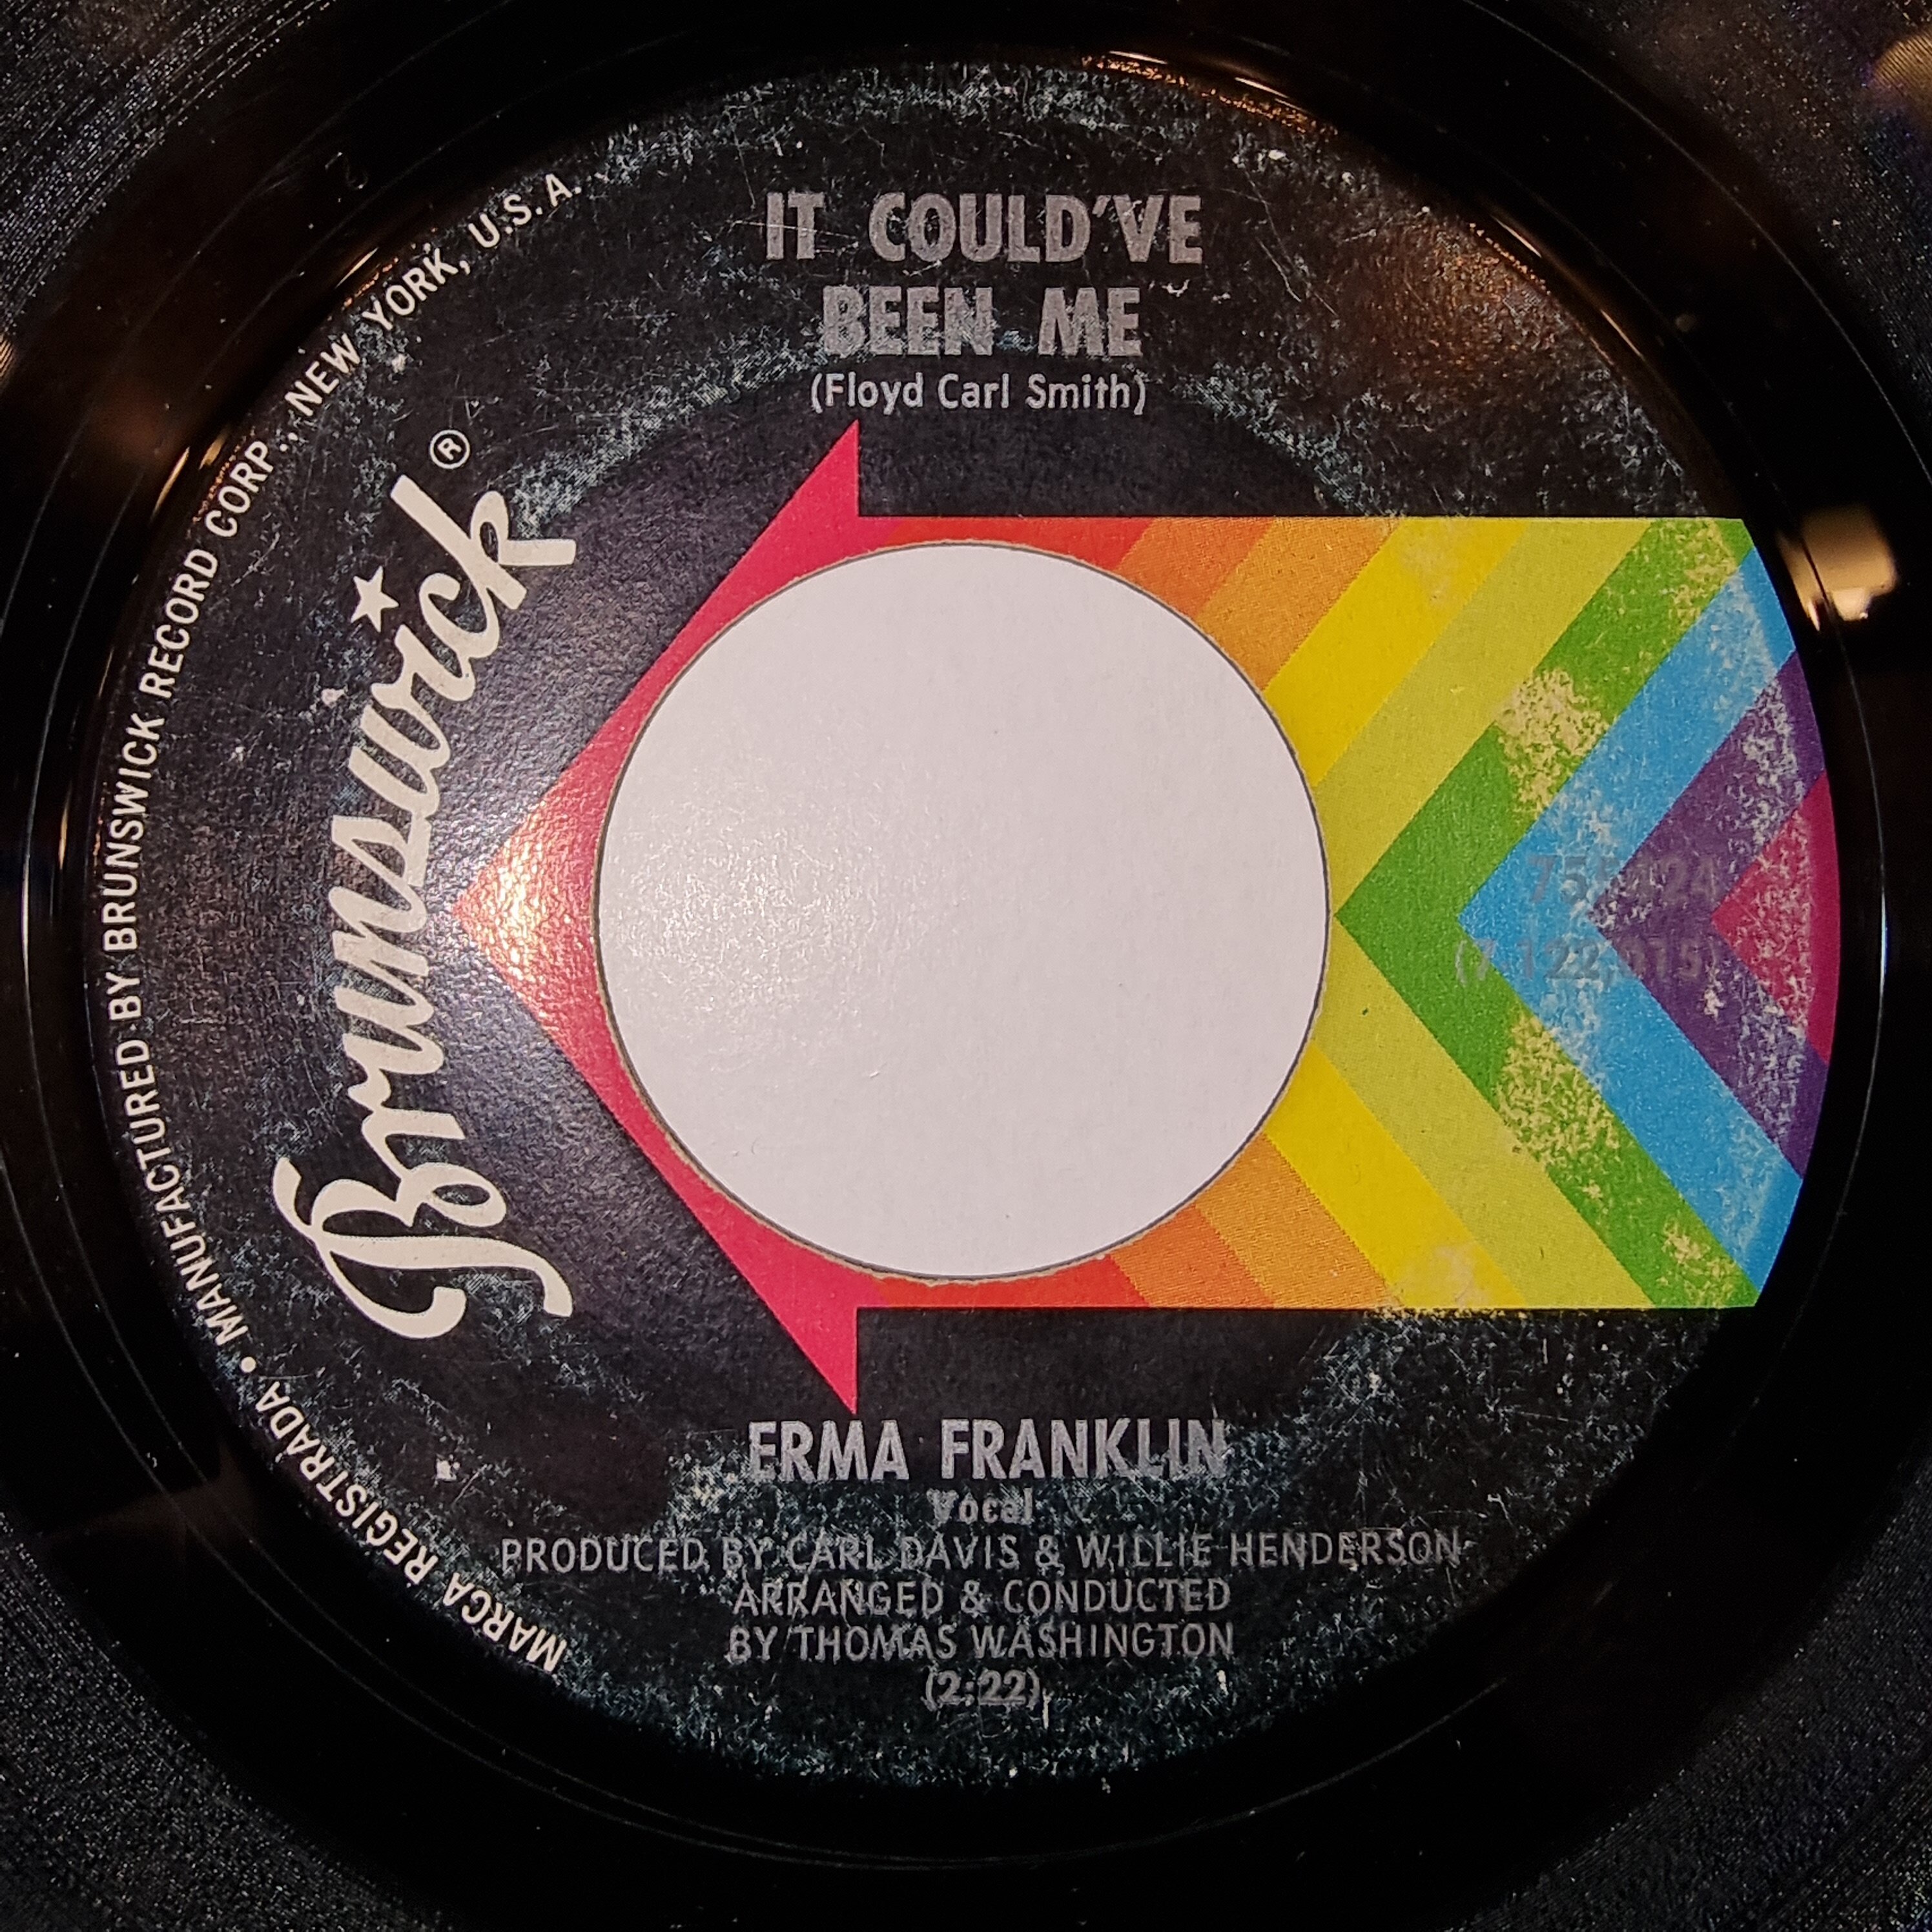 IT COULD'VE
BEEN ME
(Floyd Carl Smith)
Brunswick ®
MARCA REGISTRADA • MANUFACTURED BY BRUNSWICK RECORD CORP., NEW YORK, U.S.A.
ERMA FRANKLIN
Vocal
PRODUCED BY CARL DAVIS & WILLIE HENDERSON
ARRANGED & CONDUCTED
BY THOMAS WASHINGTON
(2:22)